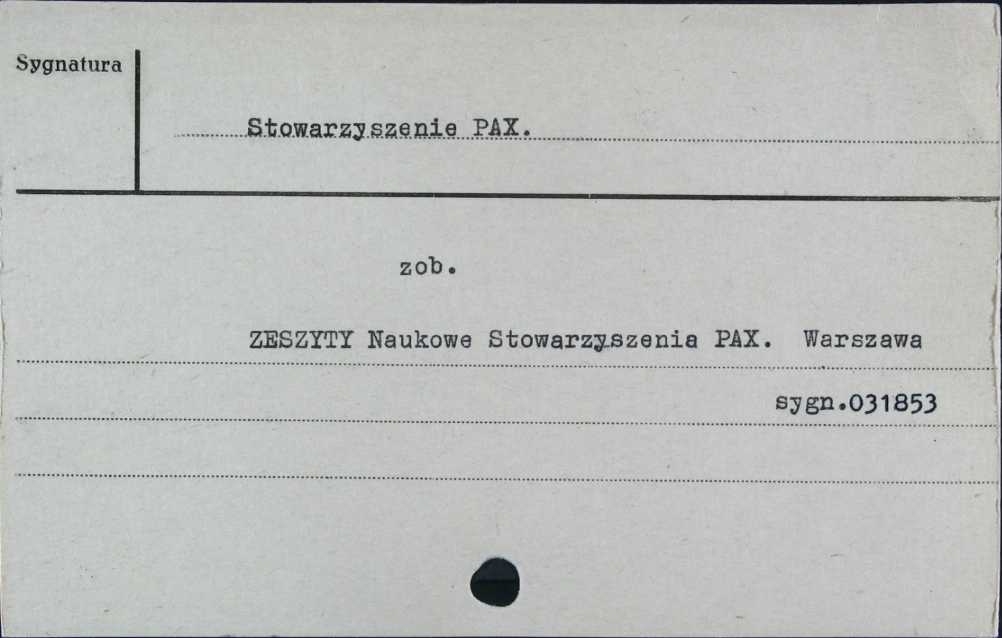 Sygnatura
Stowarzyszenie PAX.
zob.
ZESZYTY Naukowe Stowarzyszenia PAX. Warszawa
sygn.031853